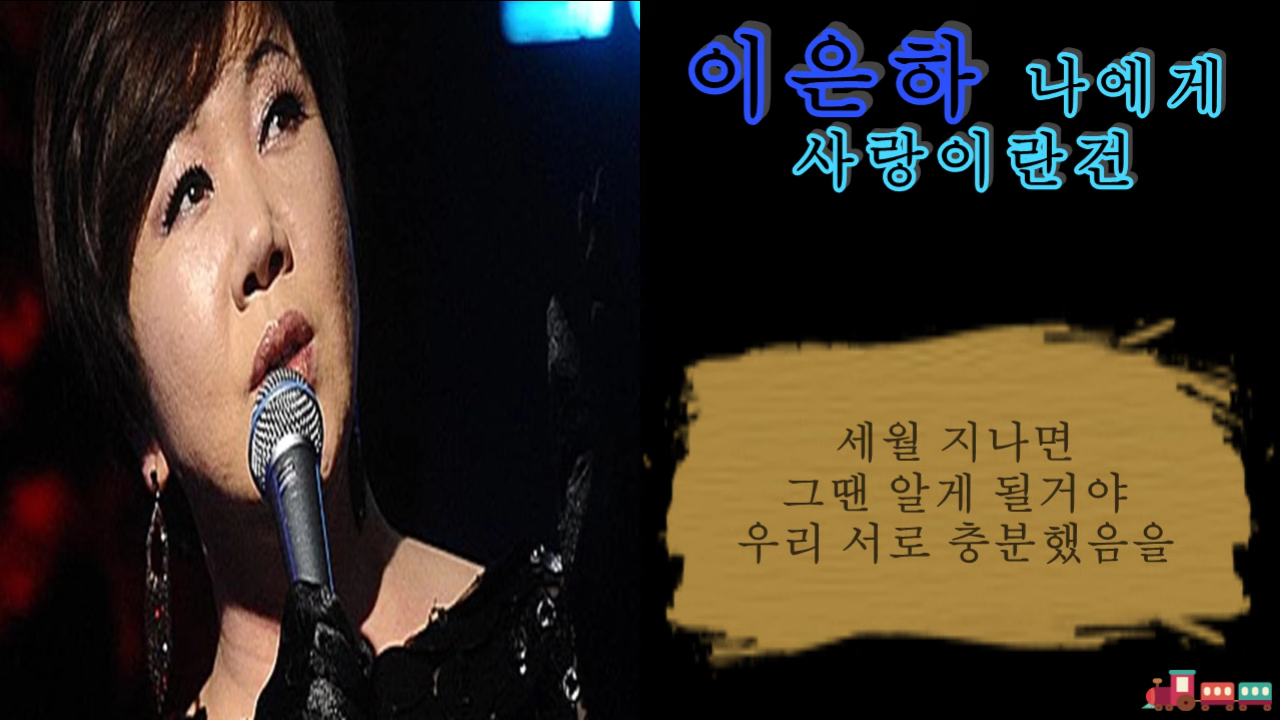 이은하 나에게
사랑이란건
세월 지나면
그땐 알게 될거야
우리 서로 충분했음을